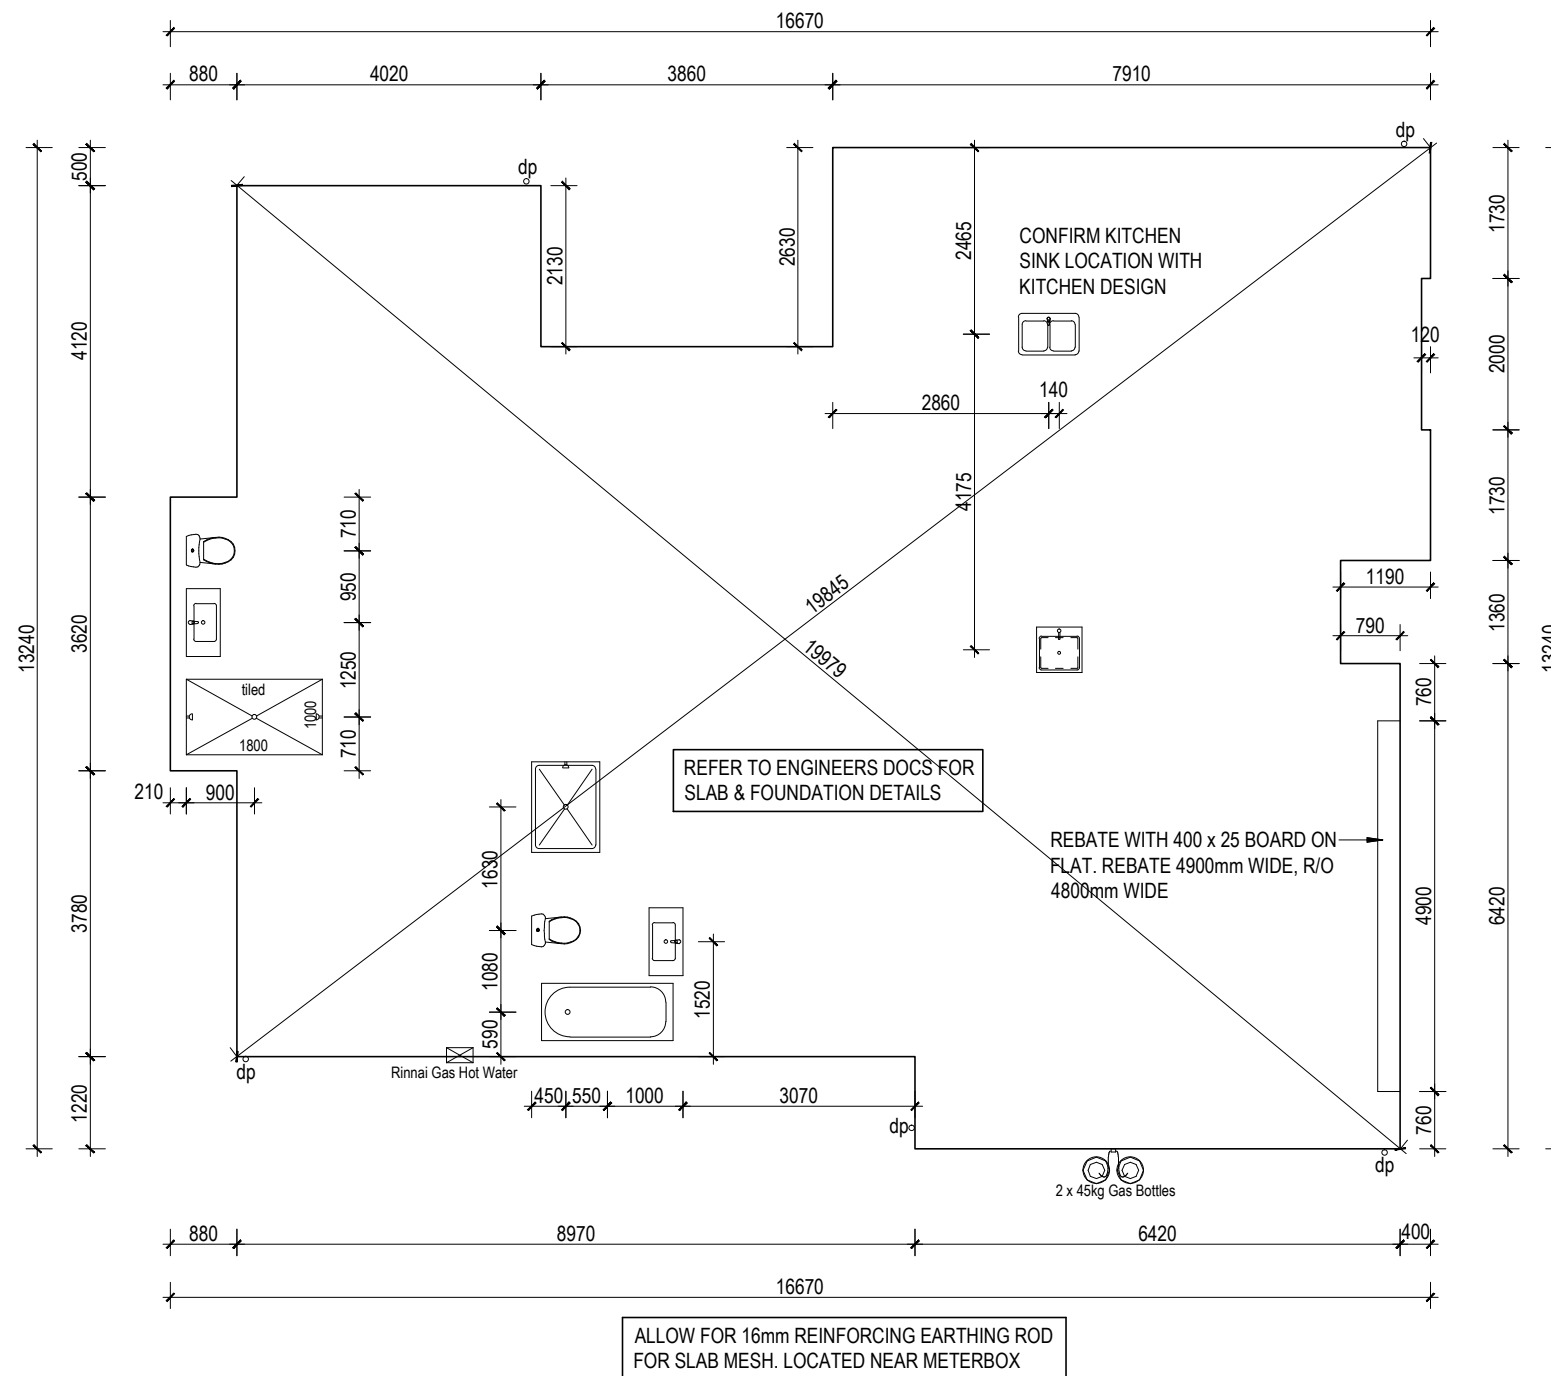 16670
880
4020
3860
7910
dp
dp
500
4120
3620
3780
1220
13240
2130
2630
2465
4175
CONFIRM KITCHEN
SINK LOCATION WITH
KITCHEN DESIGN
2860
140
120
1730
2000
1730
1360
6420
13240
1190
790
760
4900
760
710
950
1250
710
tiled
1000
1800
210
900
19845
19979
REFER TO ENGINEERS DOCS FOR
SLAB & FOUNDATION DETAILS
REBATE WITH 400 x 25 BOARD ON
FLAT. REBATE 4900mm WIDE, R/O
4800mm WIDE
1630
1080
590
1520
dp
Rinnai Gas Hot Water
450
550
1000
3070
dp
dp
2 x 45kg Gas Bottles
880
8970
6420
400
16670
ALLOW FOR 16mm REINFORCING EARTHING ROD
FOR SLAB MESH. LOCATED NEAR METERBOX